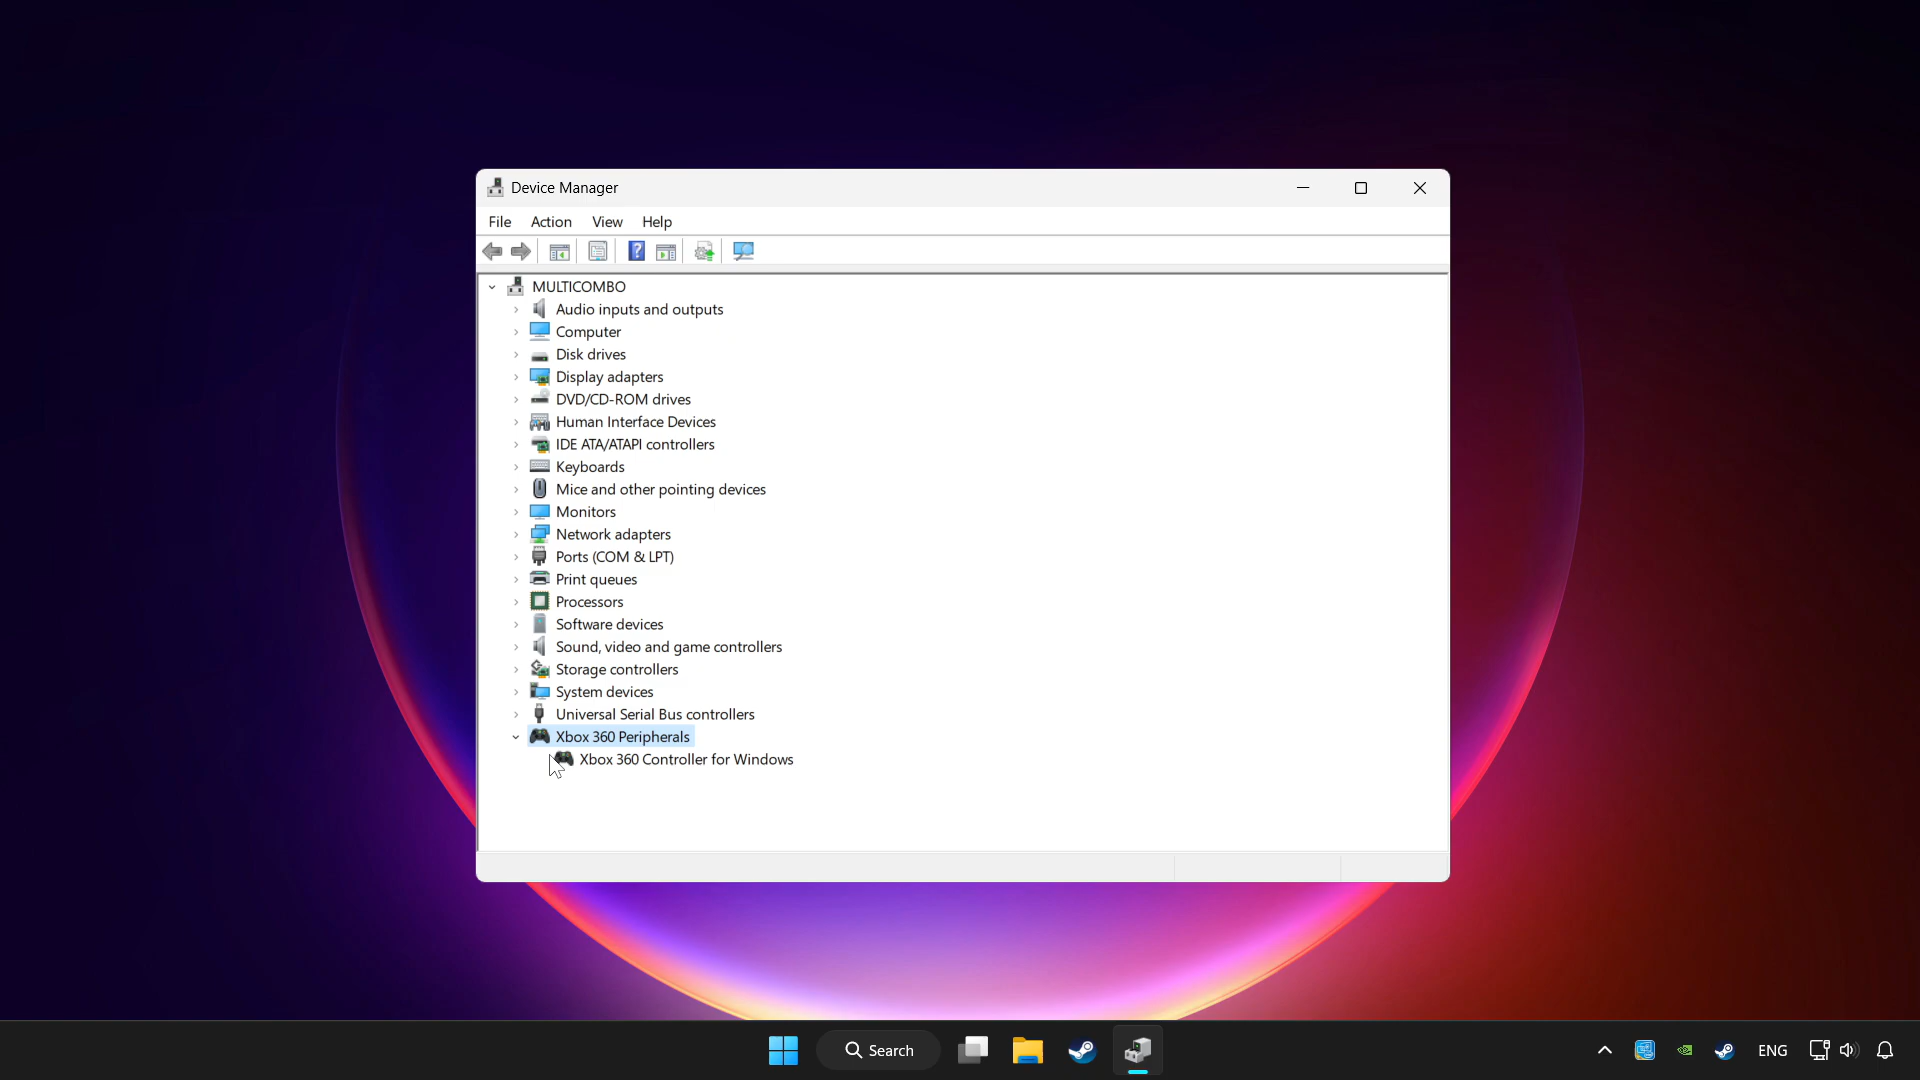 Device Manager
File Action View Help
MULTICOMBO
Audio inputs and outputs
Computer
Disk drives
Display adapters
DVD/CD-ROM drives
Human Interface Devices
IDE ATA/ATAPI controllers
Keyboards
Mice and other pointing devices
Monitors
Network adapters
Ports (COM & LPT)
Print queues
Processors
Software devices
Sound, video and game controllers
Storage controllers
System devices
Universal Serial Bus controllers
Xbox 360 Peripherals
Xbox 360 Controller for Windows
Search
ENG